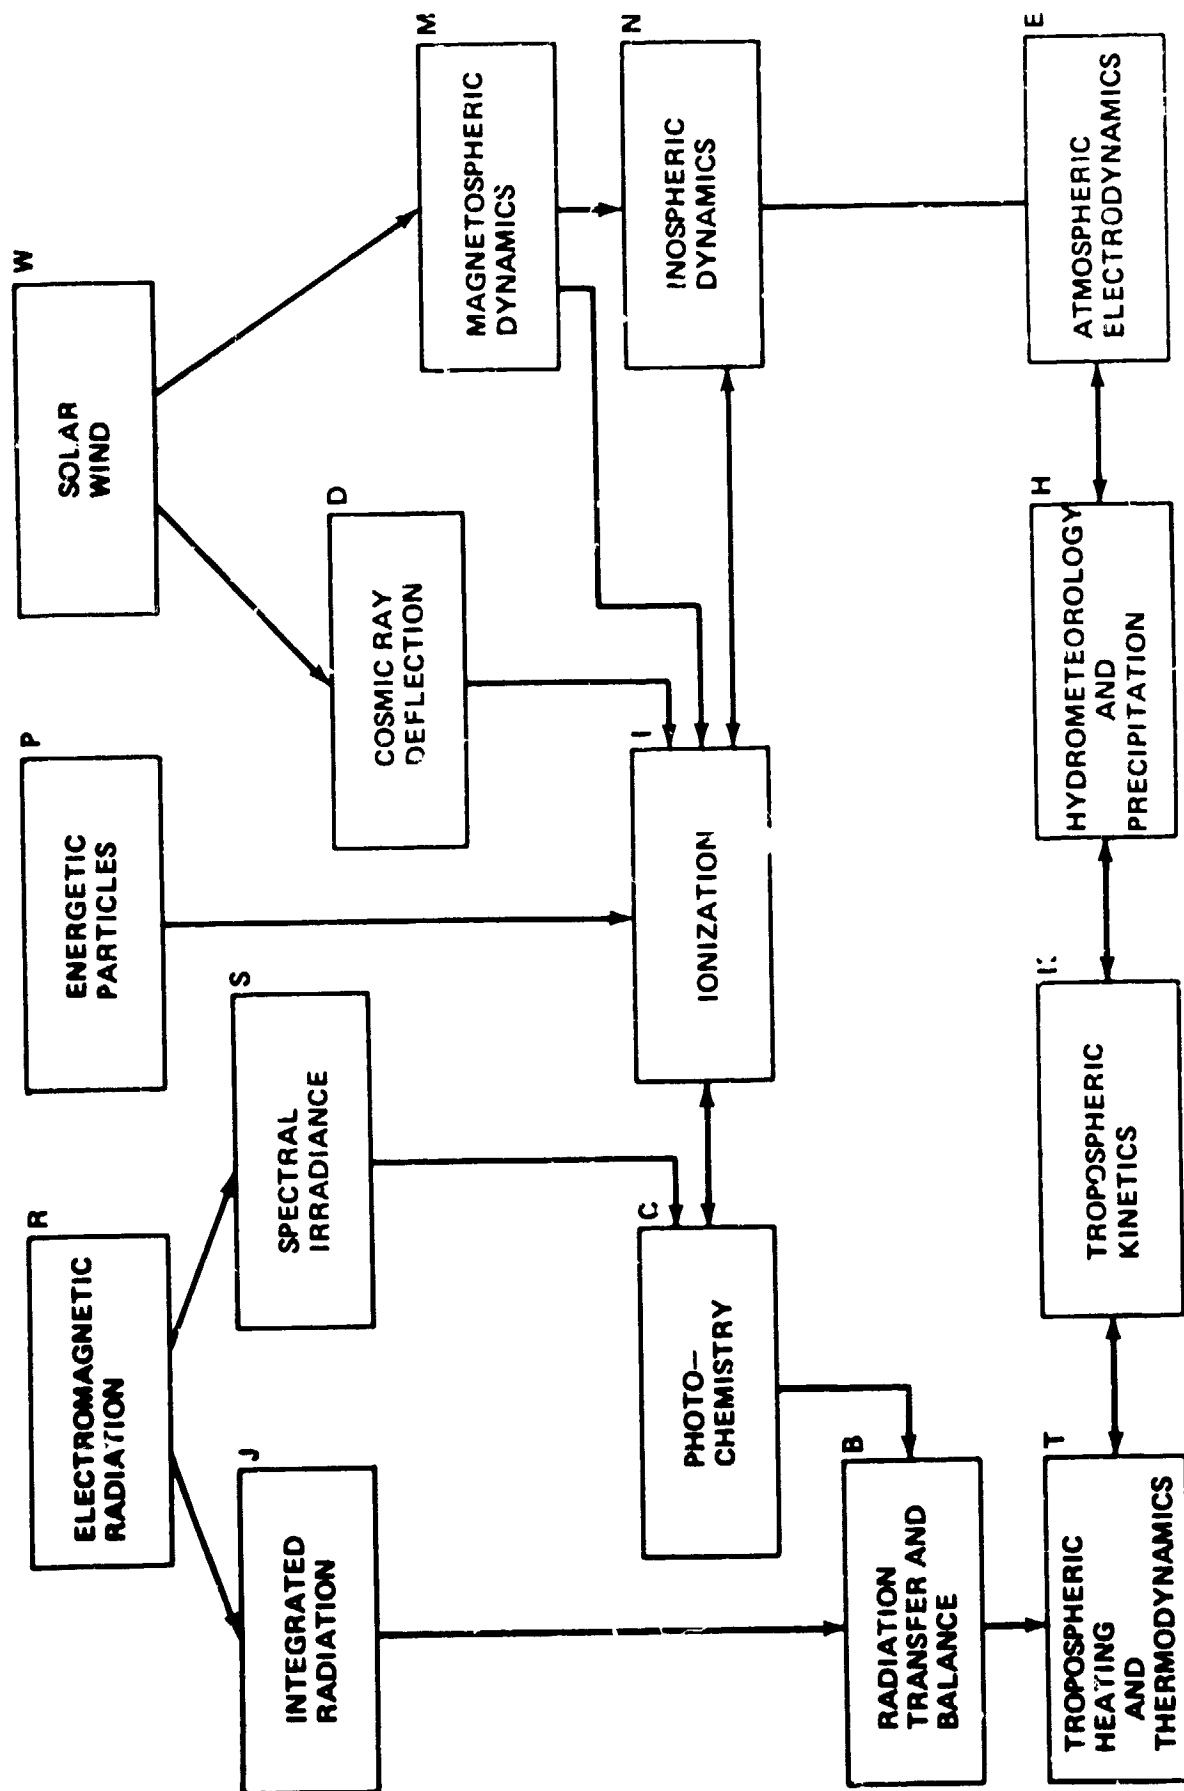 R
ELECTROMAGNETIC
RADIATION
P
ENERGETIC
PARTICLES
W
SOLAR
WIND
J
INTEGRATED
RADIATION
S
SPECTRAL
IRRADIANCE
D
COSMIC RAY
DEFLECTION
M
MAGNETOSPHERIC
DYNAMICS
C
PHOTO—
CHEMISTRY
I
IONIZATION
N
INOSPHERIC
DYNAMICS
B
RADIATION
TRANSFER AND
BALANCE
T
TROPOSPHERIC
HEATING
AND
THERMODYNAMICS
K
TROPOSPHERIC
KINETICS
H
HYDROMETEOROLOGY
AND
PRECIPITATION
E
ATMOSPHERIC
ELECTRODYNAMICS